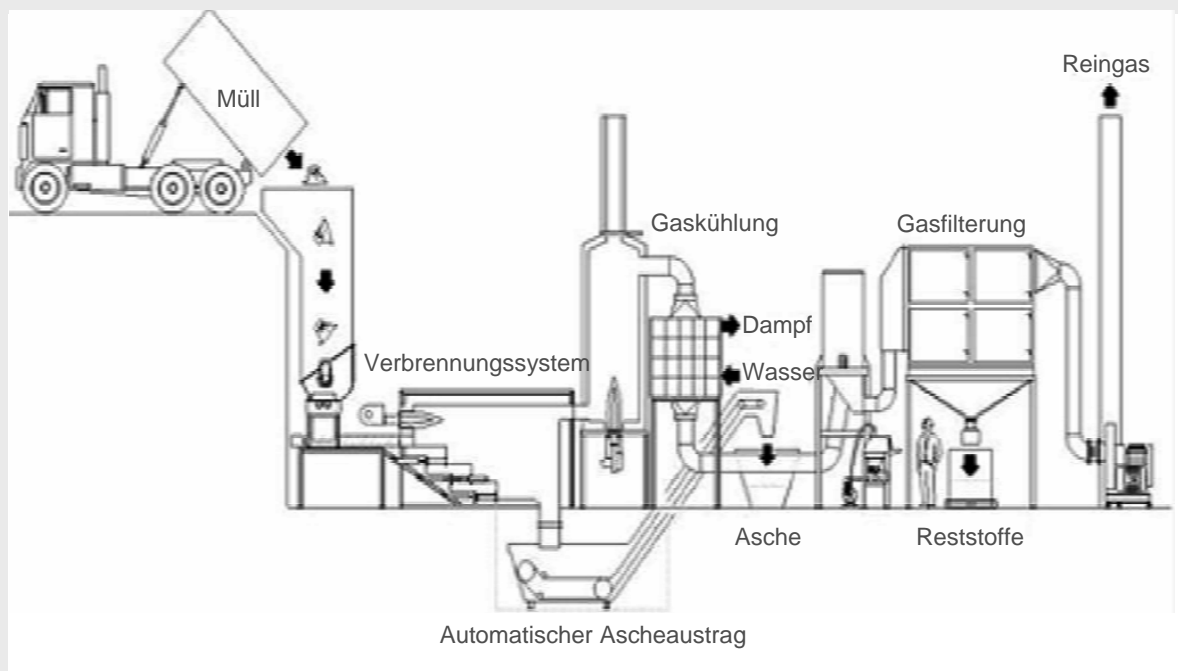 Müll
Reingas
Gaskühlung
Gasfilterung
Dampf
Verbrennungssystem
Wasser
Asche
Reststoffe
Automatischer Ascheaustrag